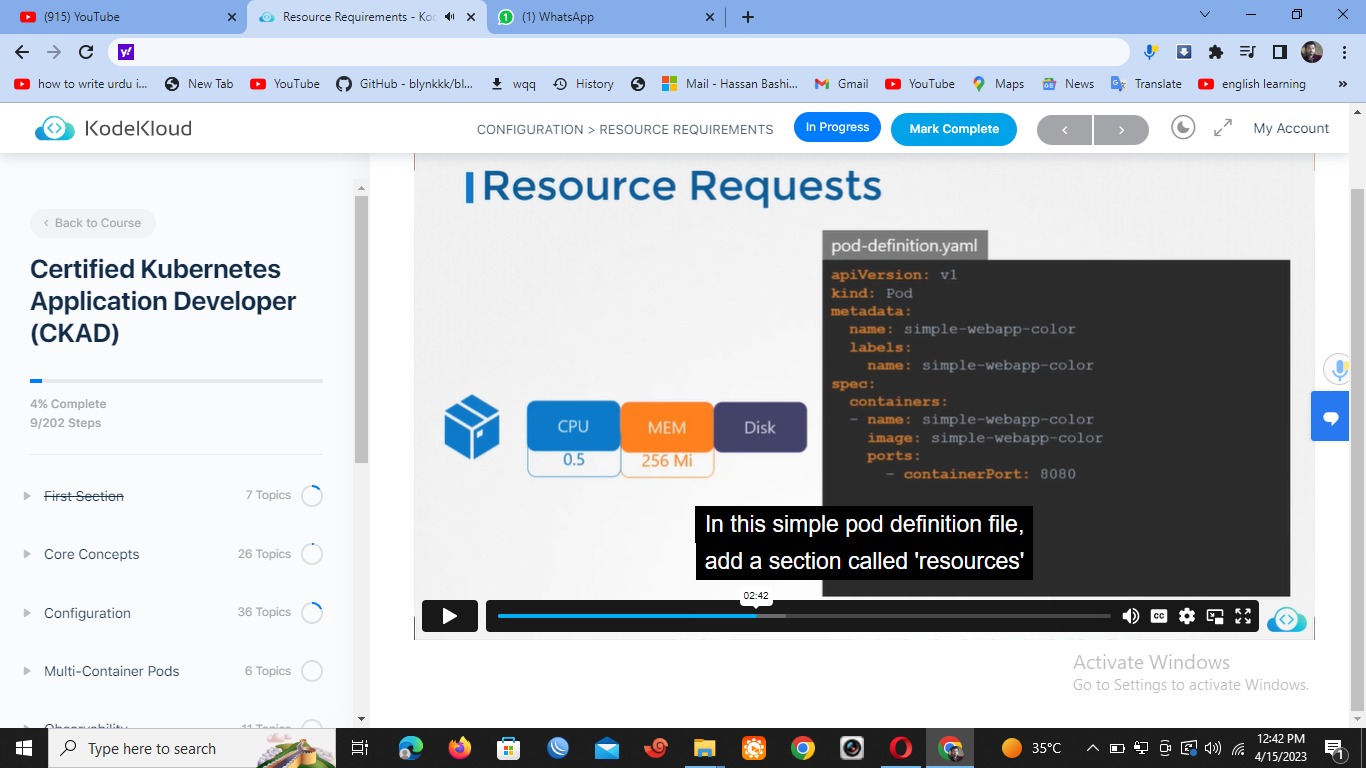 (915) YouTube
Resource Requirements - Ko
(1) WhatsApp
how to write urdu i...
New Tab
YouTube
GitHub - blynkkk/bl...
wqq
History
Mail - Hassan Bashi...
Gmail
YouTube
Maps
News
Translate
english learning
KodeKloud
CONFIGURATION > RESOURCE REQUIREMENTS
In Progress
Mark Complete
My Account
Back to Course
Certified Kubernetes
Application Developer
(CKAD)
4% Complete
9/202 Steps
First Section
7 Topics
Core Concepts
26 Topics
Configuration
36 Topics
Multi-Container Pods
6 Topics
Observability
11 Topics
Resource Requests
CPU
MEM
Disk
0.5
256 Mi
pod-definition.yaml
apiVersion: v1
kind: Pod
metadata:
name: simple-webapp-color
labels:
name: simple-webapp-color
spec:
containers:
- name: simple-webapp-color
image: simple-webapp-color
ports:
- containerPort: 8080
In this simple pod definition file,
add a section called 'resources'
02:42
CC
Activate Windows
Go to Settings to activate Windows.
Type here to search
35°C
12:42 PM
4/15/2023
1